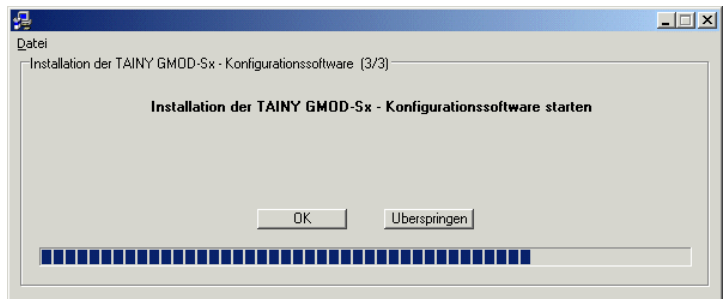 Datei
Installation der TAINY GMOD-Sx - Konfigurationssoftware (3/3)
Installation der TAINY GMOD-Sx - Konfigurationssoftware starten
OK
Uberspringen